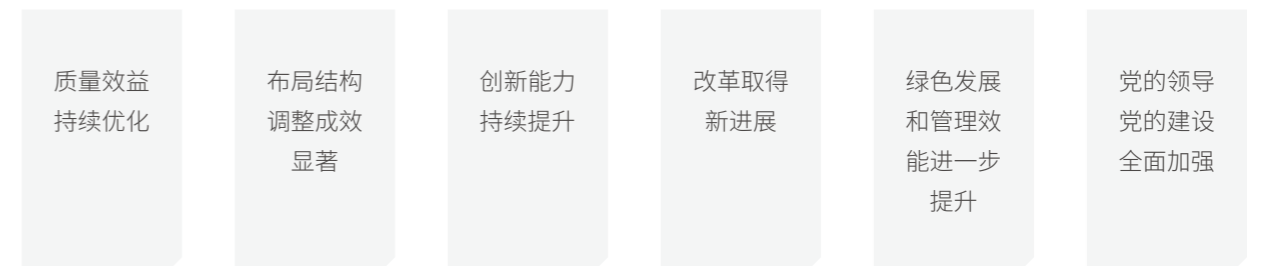 质量效益
持续优化
布局结构
调整成效
显著
创新能力
持续提升
改革取得
新进展
绿色发展
和管理效
能进一步
提升
党的领导
党的建设
全面加强